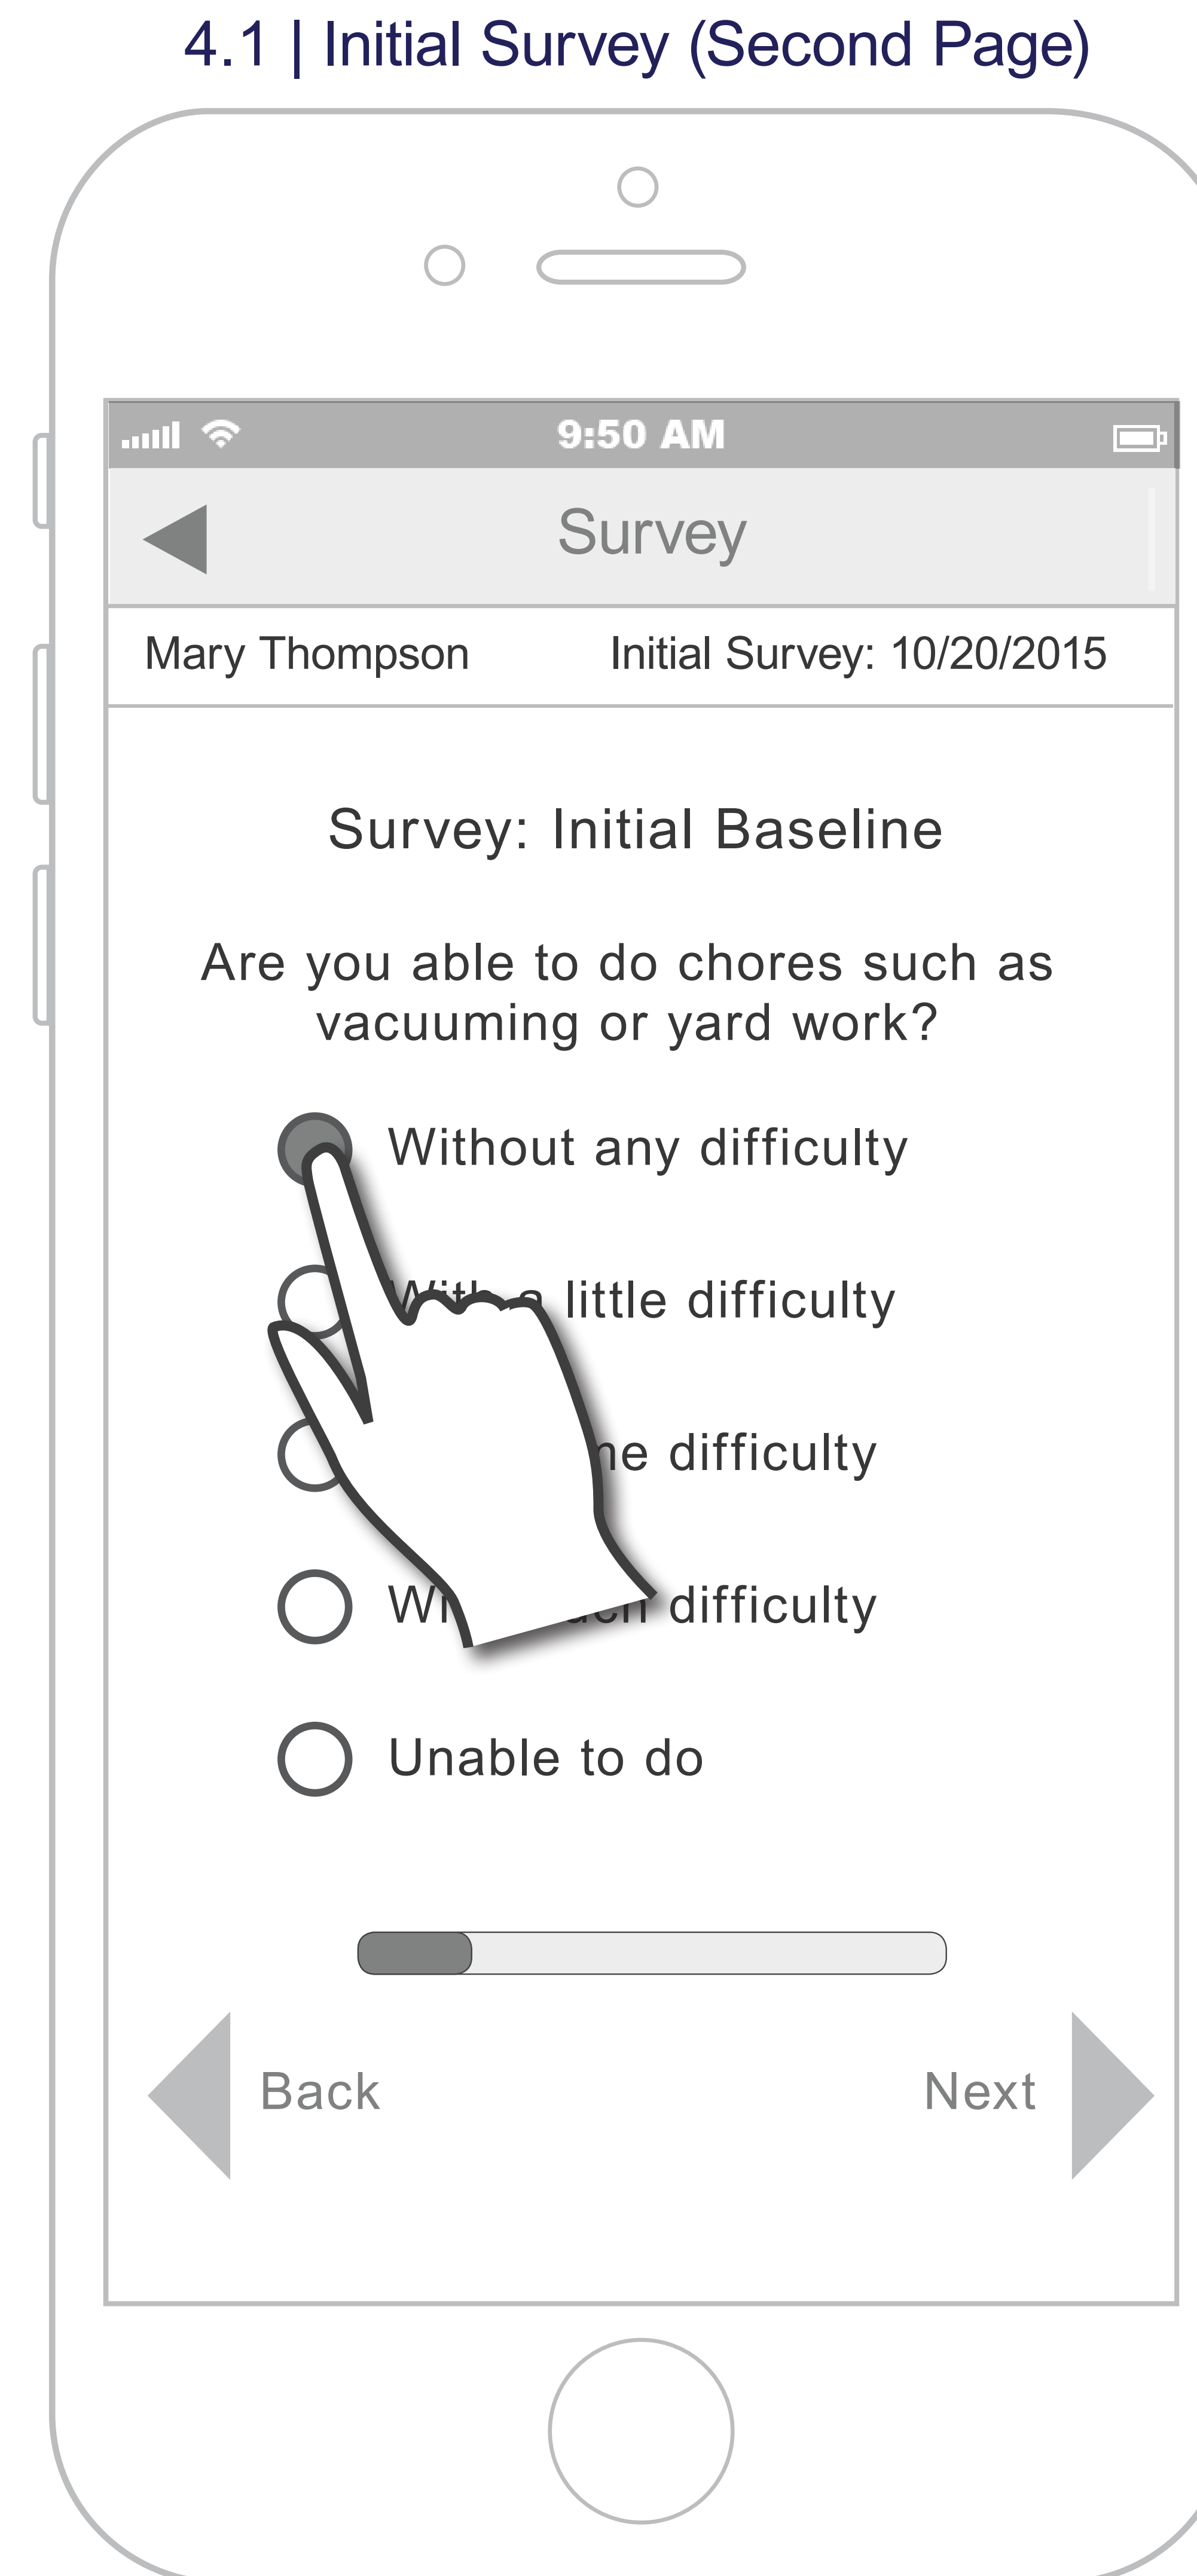 4.1 | Initial Survey (Second Page)
9:50 AM
Survey
Mary Thompson Initial Survey: 10/20/2015
Survey: Initial Baseline
Are you able to do chores such as
vacuuming or yard work?
Without any difficulty
With a little difficulty
difficulty
difficulty
Unable to do
Back Next